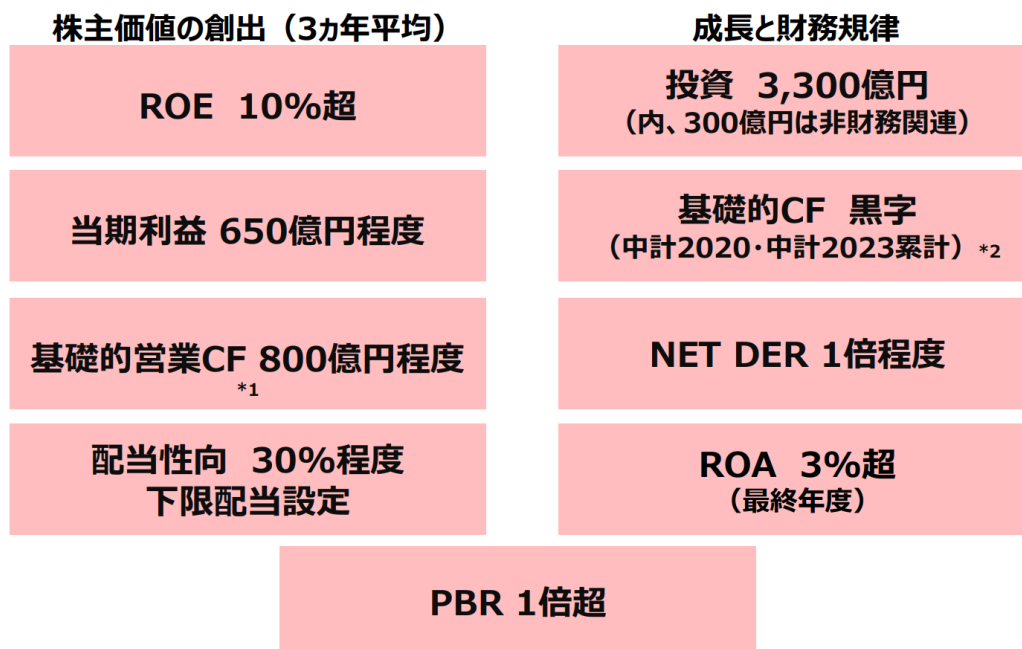 株主価値の創出（3ヵ年平均）
ROE 10%超
当期利益 650億円程度
基礎的営業CF 800億円程度
*1
配当性向 30%程度
下限配当設定
成長と財務規律
投資 3,300億円
（内、300億円は非財務関連）
基礎的CF 黒字
（中計2020･中計2023累計） *2
NET DER 1倍程度
ROA 3%超
（最終年度）
PBR 1倍超